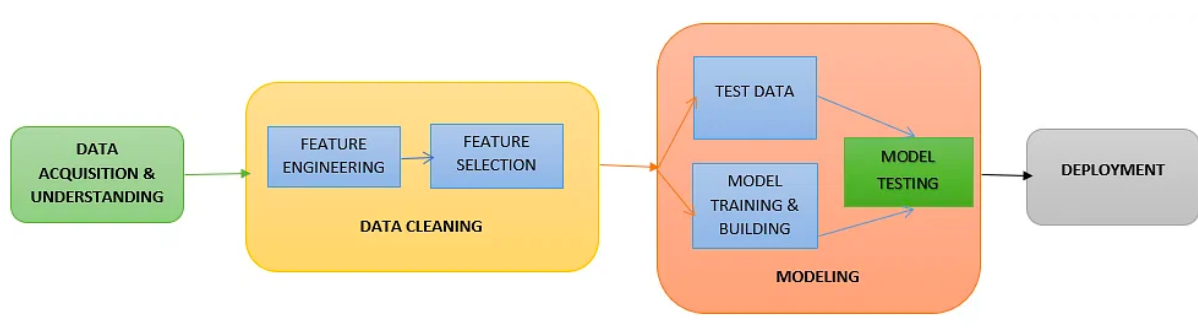 DATA
ACQUISITION &
UNDERSTANDING
FEATURE
ENGINEERING
FEATURE
SELECTION
DATA CLEANING
TEST DATA
MODEL
TRAINING &
BUILDING
MODEL
TESTING
MODELING
DEPLOYMENT